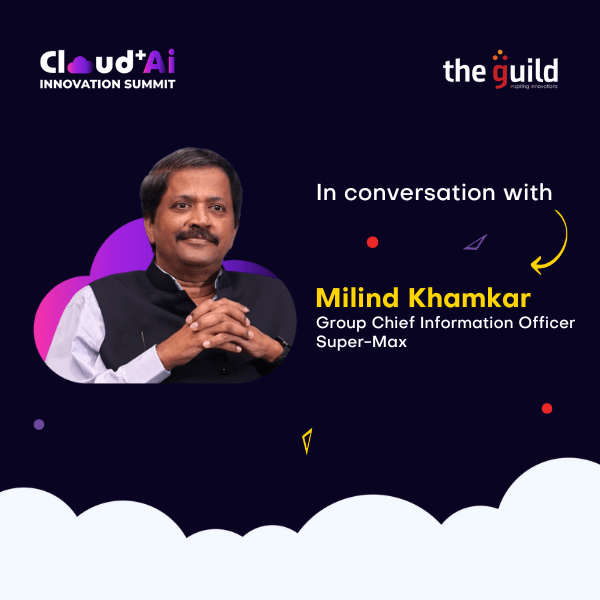 Cloud+Ai
INNOVATION SUMMIT
the guild
inspiring innovations
In conversation with
Milind Khamkar
Group Chief Information Officer
Super-Max